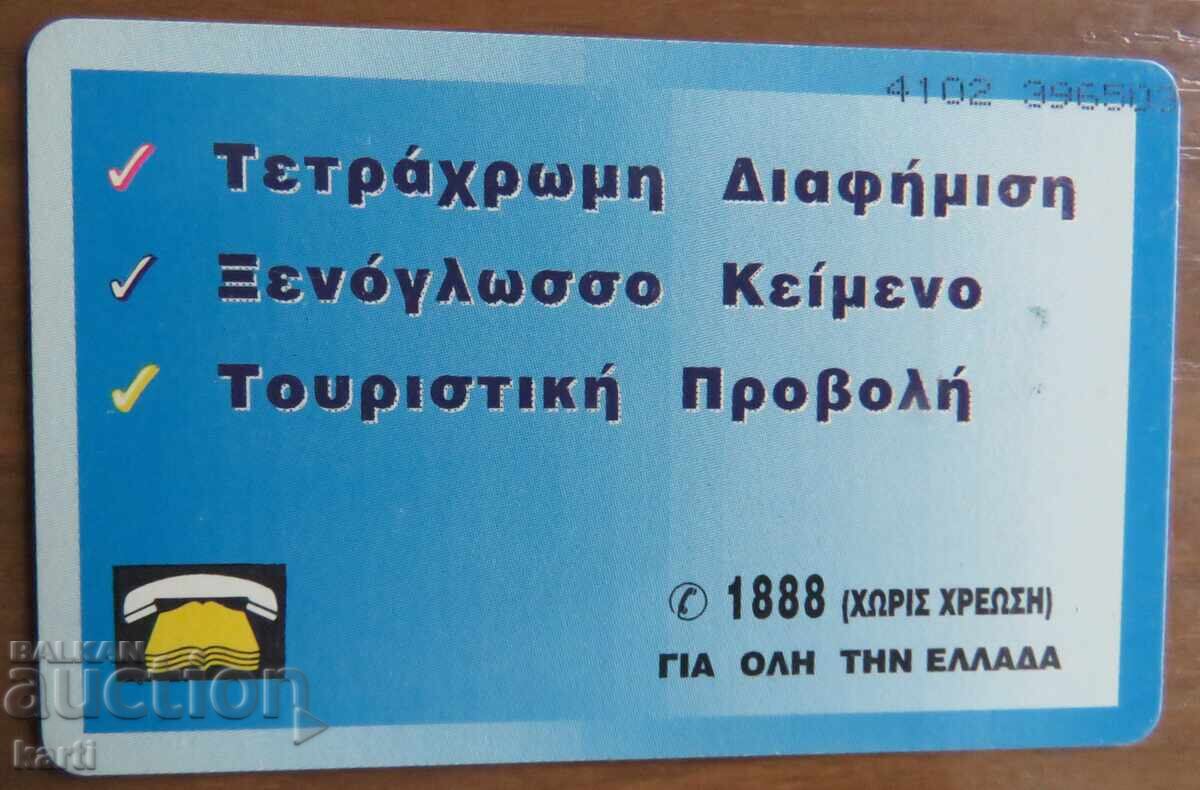 4102 396503
Τετράχρωμη Διαφήμιση
Ξενόγλωσσο Κείμενο
Τουριστική Προβολή
✆ 1888 (ΧΩΡΙΣ ΧΡΕΩΣΗ)
ΓΙΑ ΟΛΗ ΤΗΝ ΕΛΛΑΔΑ
BALKAN
auction
karti